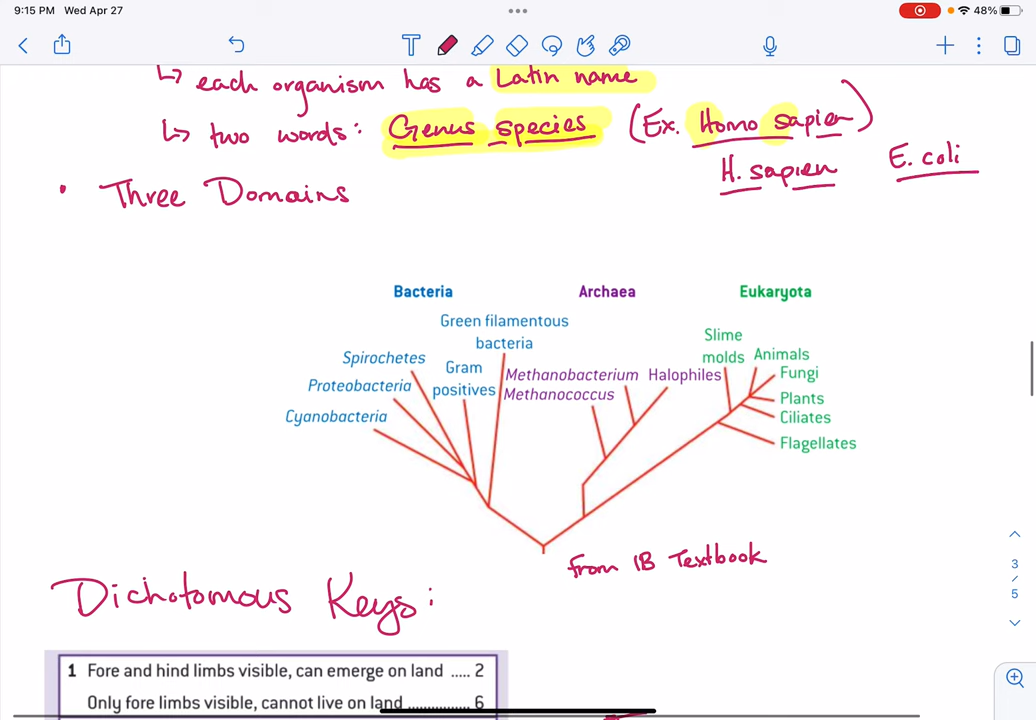 9:15 PM Wed Apr 27
48%
↳ each organism has a Latin name
↳ two words: Genus species (Ex. Homo sapien)
H. sapien E. coli
• Three Domains
Bacteria Archaea Eukaryota
Green filamentous
bacteria
Slime
molds
Spirochetes
Gram
positives
Animals
Proteobacteria
Methanobacterium
Halophiles
Fungi
Methanococcus
Plants
Cyanobacteria
Ciliates
Flagellates
from IB Textbook
Dichotomous Keys:
1 Fore and hind limbs visible, can emerge on land ..... 2
Only fore limbs visible, cannot live on land ............... 6
3
/
5